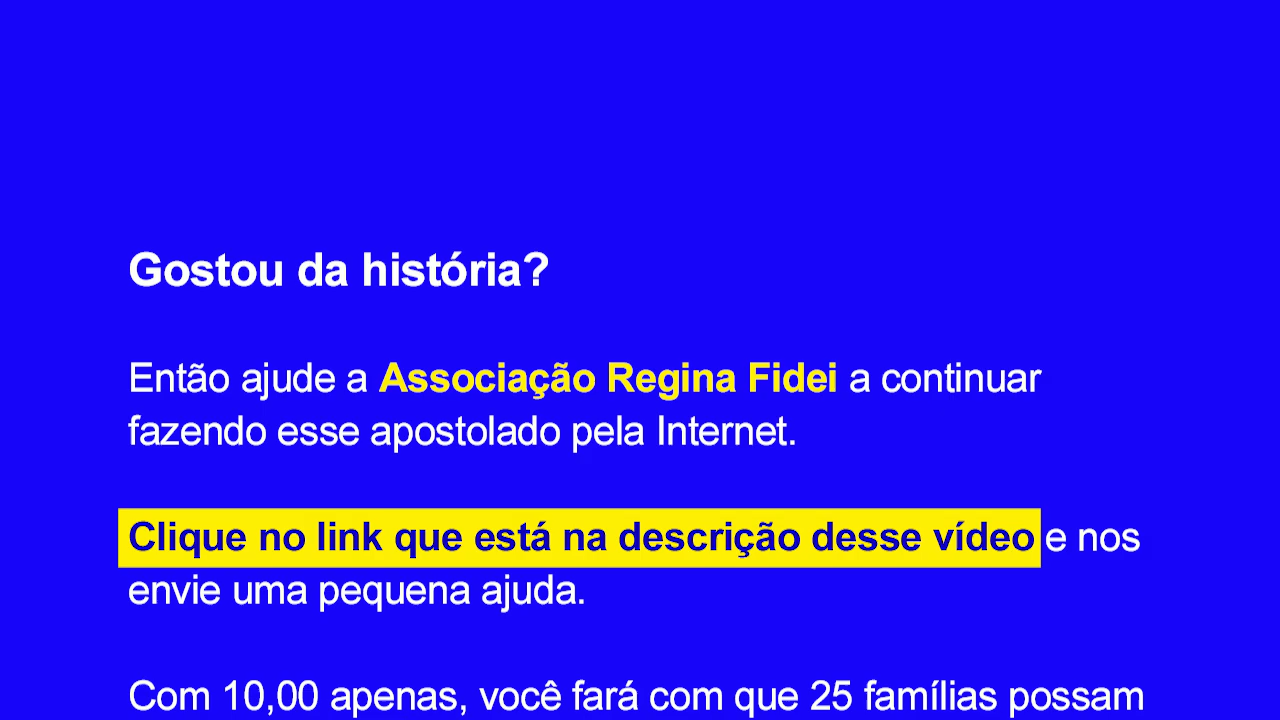 Gostou da história?
Então ajude a Associação Regina Fidei a continuar
fazendo esse apostolado pela Internet.
Clique no link que está na descrição desse vídeo e nos
envie uma pequena ajuda.
Com 10,00 apenas, você fará com que 25 famílias possam